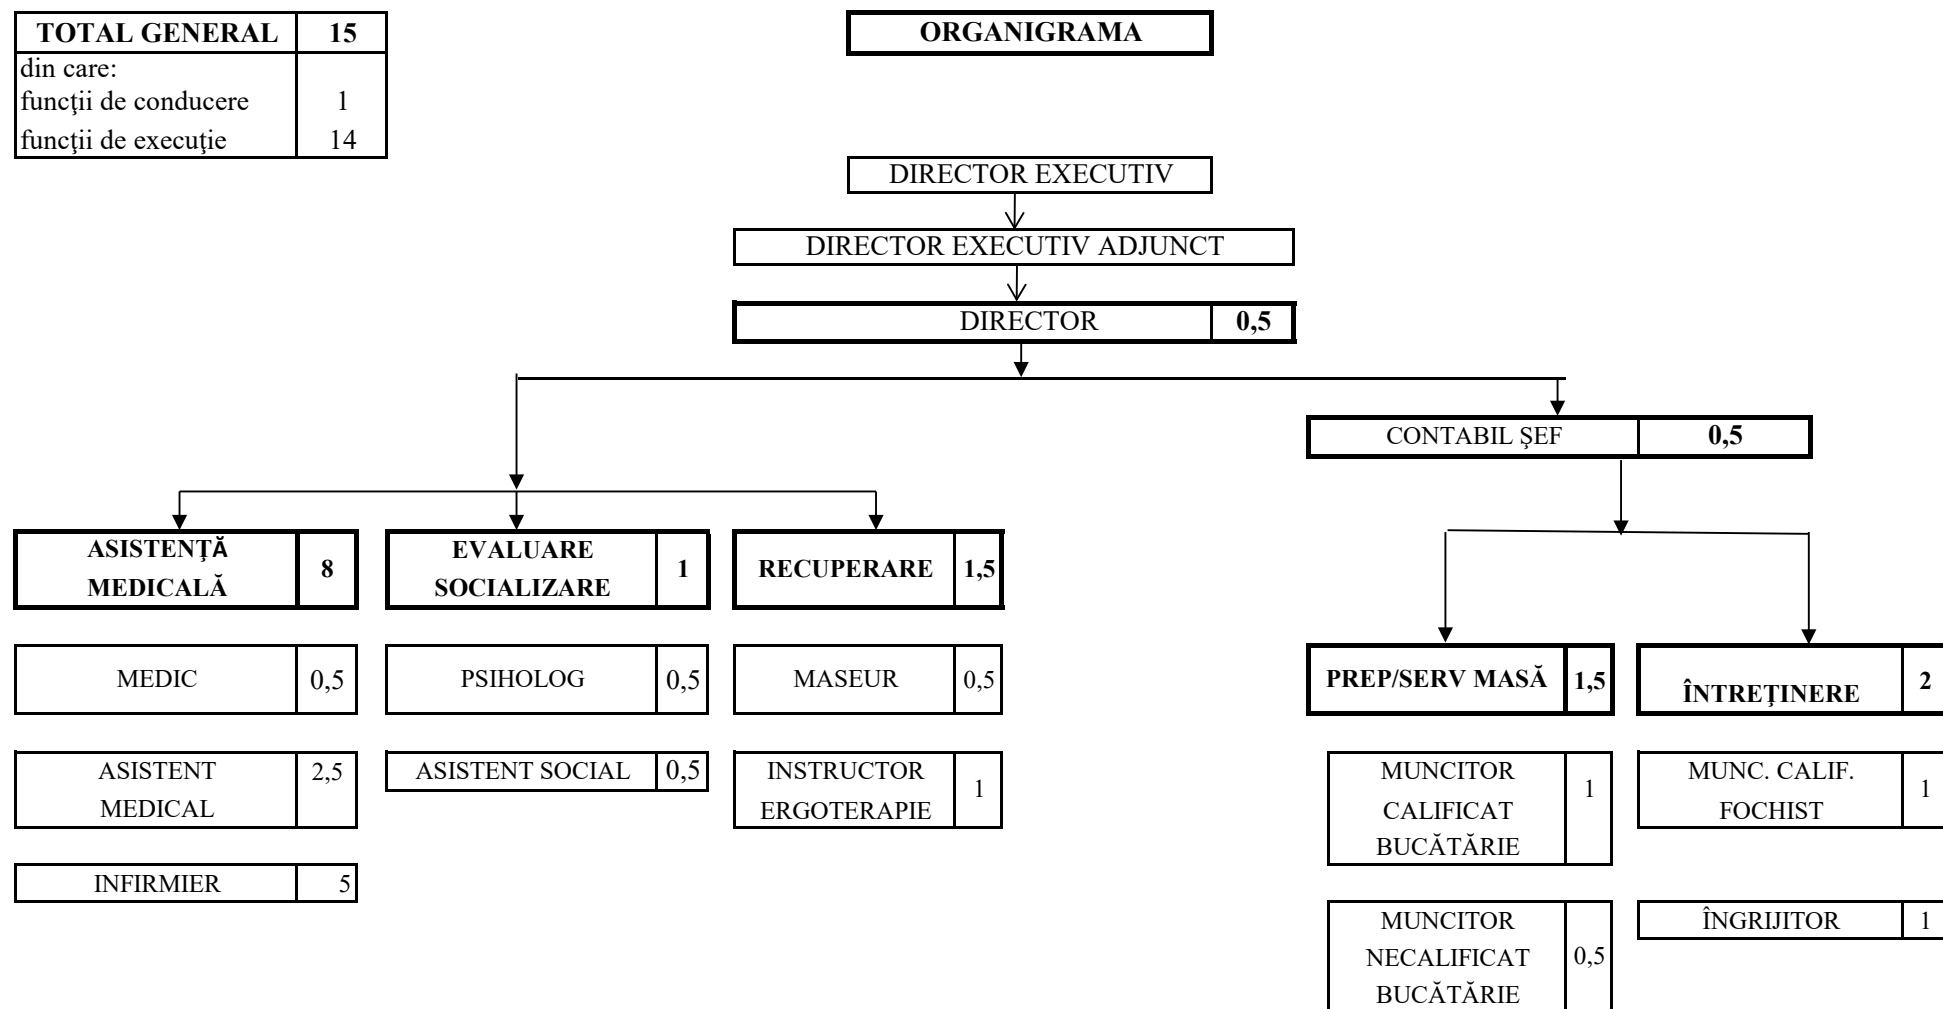 TOTAL GENERAL 15
din care:
funcţii de conducere 1
funcţii de execuţie 14
ORGANIGRAMA
DIRECTOR EXECUTIV
DIRECTOR EXECUTIV ADJUNCT
DIRECTOR 0,5
CONTABIL ŞEF 0,5
ASISTENŢĂ
MEDICALĂ
8
EVALUARE
SOCIALIZARE
1
RECUPERARE 1,5
MEDIC 0,5
PSIHOLOG 0,5
MASEUR 0,5
PREP/SERV MASĂ 1,5
ÎNTREŢINERE 2
ASISTENT
MEDICAL
2,5
ASISTENT SOCIAL 0,5
INSTRUCTOR
ERGOTERAPIE
1
MUNCITOR
CALIFICAT
BUCĂTĂRIE
1
MUNC. CALIF.
FOCHIST
1
INFIRMIER 5
MUNCITOR
NECALIFICAT
BUCĂTĂRIE
0,5
ÎNGRIJITOR 1